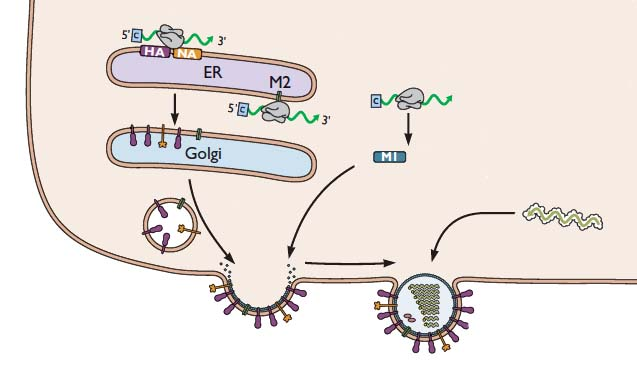 5' C 3'
HA NA
ER
M2
5' C 3'
C
Golgi
M1